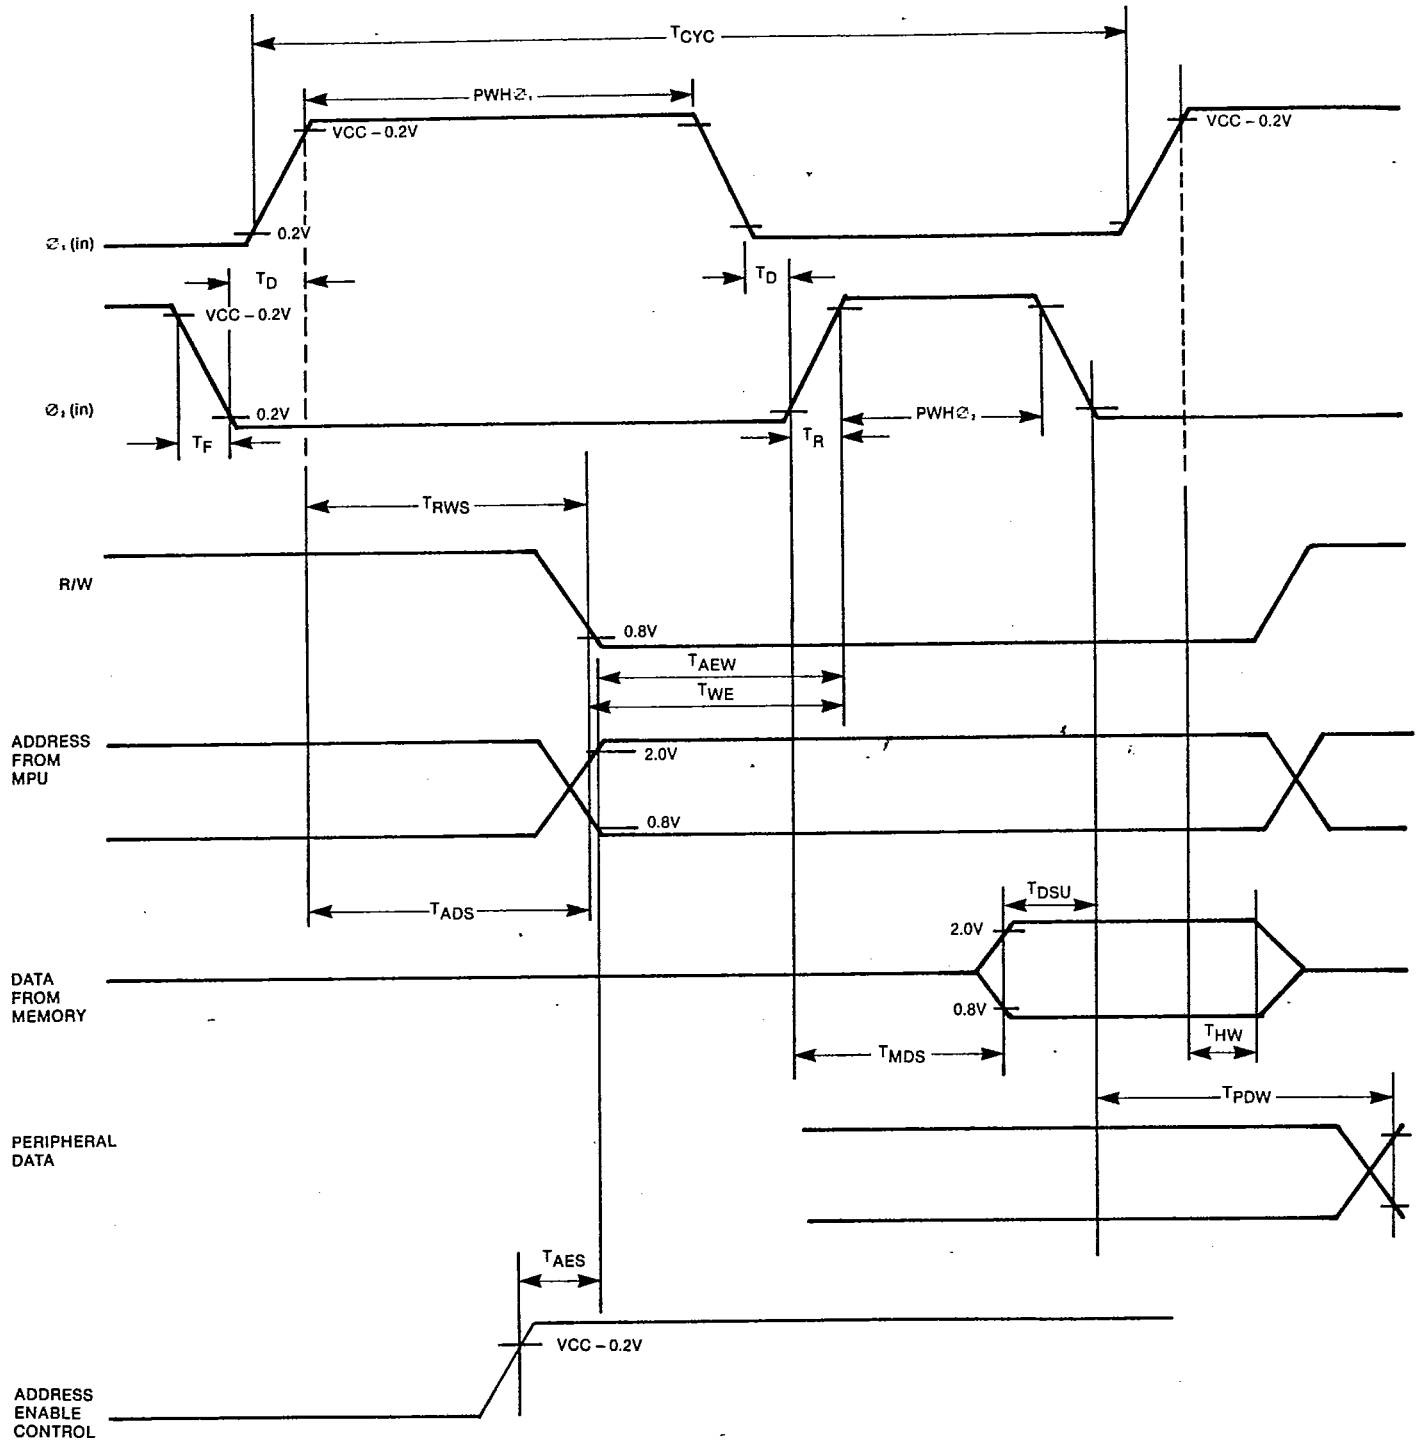 TCYC
PWHØ₁
VCC – 0.2V
VCC – 0.2V
Ø₁ (in)
0.2V
TD
TD
VCC – 0.2V
Ø₂ (in)
0.2V
PWHØ₂
TF
TR
TRWS
R/W
0.8V
TAEW
TWE
ADDRESS
FROM
MPU
2.0V
0.8V
TADS
TDSU
2.0V
DATA
FROM
MEMORY
0.8V
THW
TMDS
TPDW
PERIPHERAL
DATA
TAES
VCC – 0.2V
ADDRESS
ENABLE
CONTROL